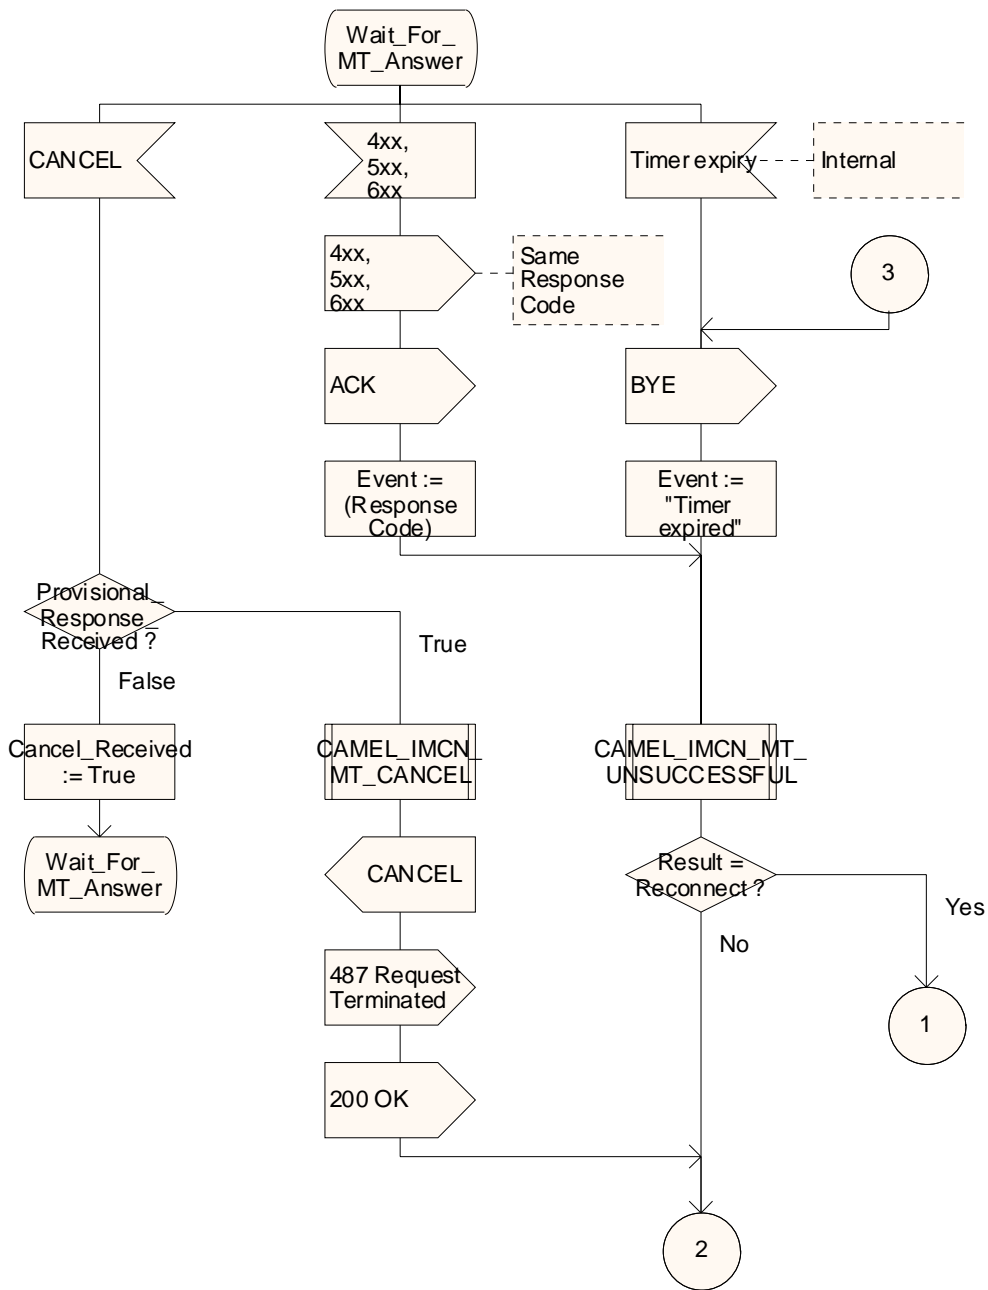 Wait_For_
MT_Answer
CANCEL
4xx,
5xx,
6xx
Timer expiry
Internal
4xx,
5xx,
6xx
Same
Response
Code
3
ACK
BYE
Event :=
(Response
Code)
Event :=
"Timer
expired"
Provisional_
Response_
Received ?
True
False
Cancel_Received
:= True
CAMEL_IMCN_
MT_CANCEL
CAMEL_IMCN_MT_
UNSUCCESSFUL
Wait_For_
MT_Answer
CANCEL
Result =
Reconnect ?
Yes
No
487 Request
Terminated
1
200 OK
2